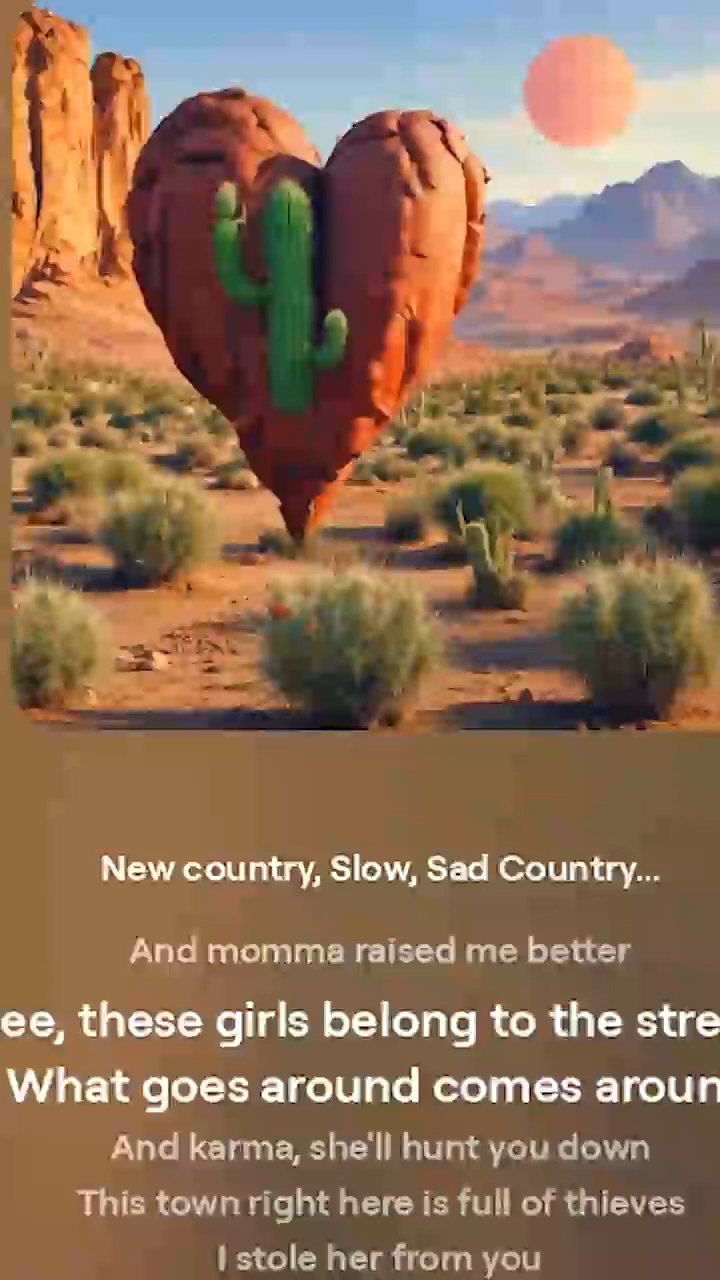 New country, Slow, Sad Country...
And momma raised me better
ee, these girls belong to the stre
What goes around comes aroun
And karma, she'll hunt you down
This town right here is full of thieves
I stole her from you